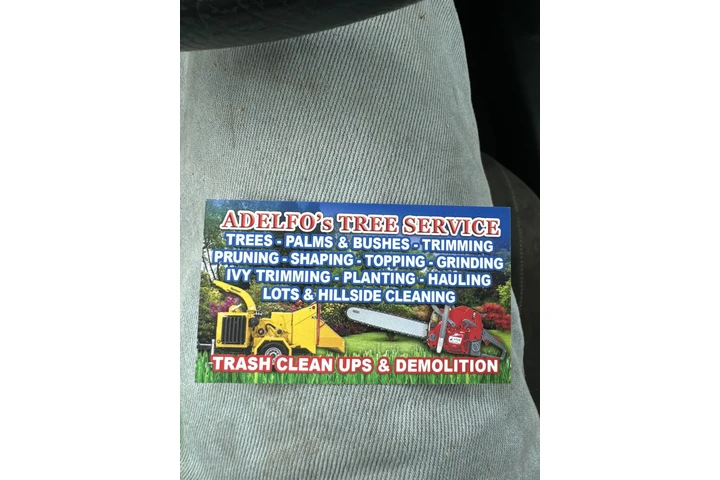 ADELFO's TREE SERVICE
TREES - PALMS & BUSHES - TRIMMING
PRUNING - SHAPING - TOPPING - GRINDING
IVY TRIMMING - PLANTING - HAULING
LOTS & HILLSIDE CLEANING
TRASH CLEAN UPS & DEMOLITION